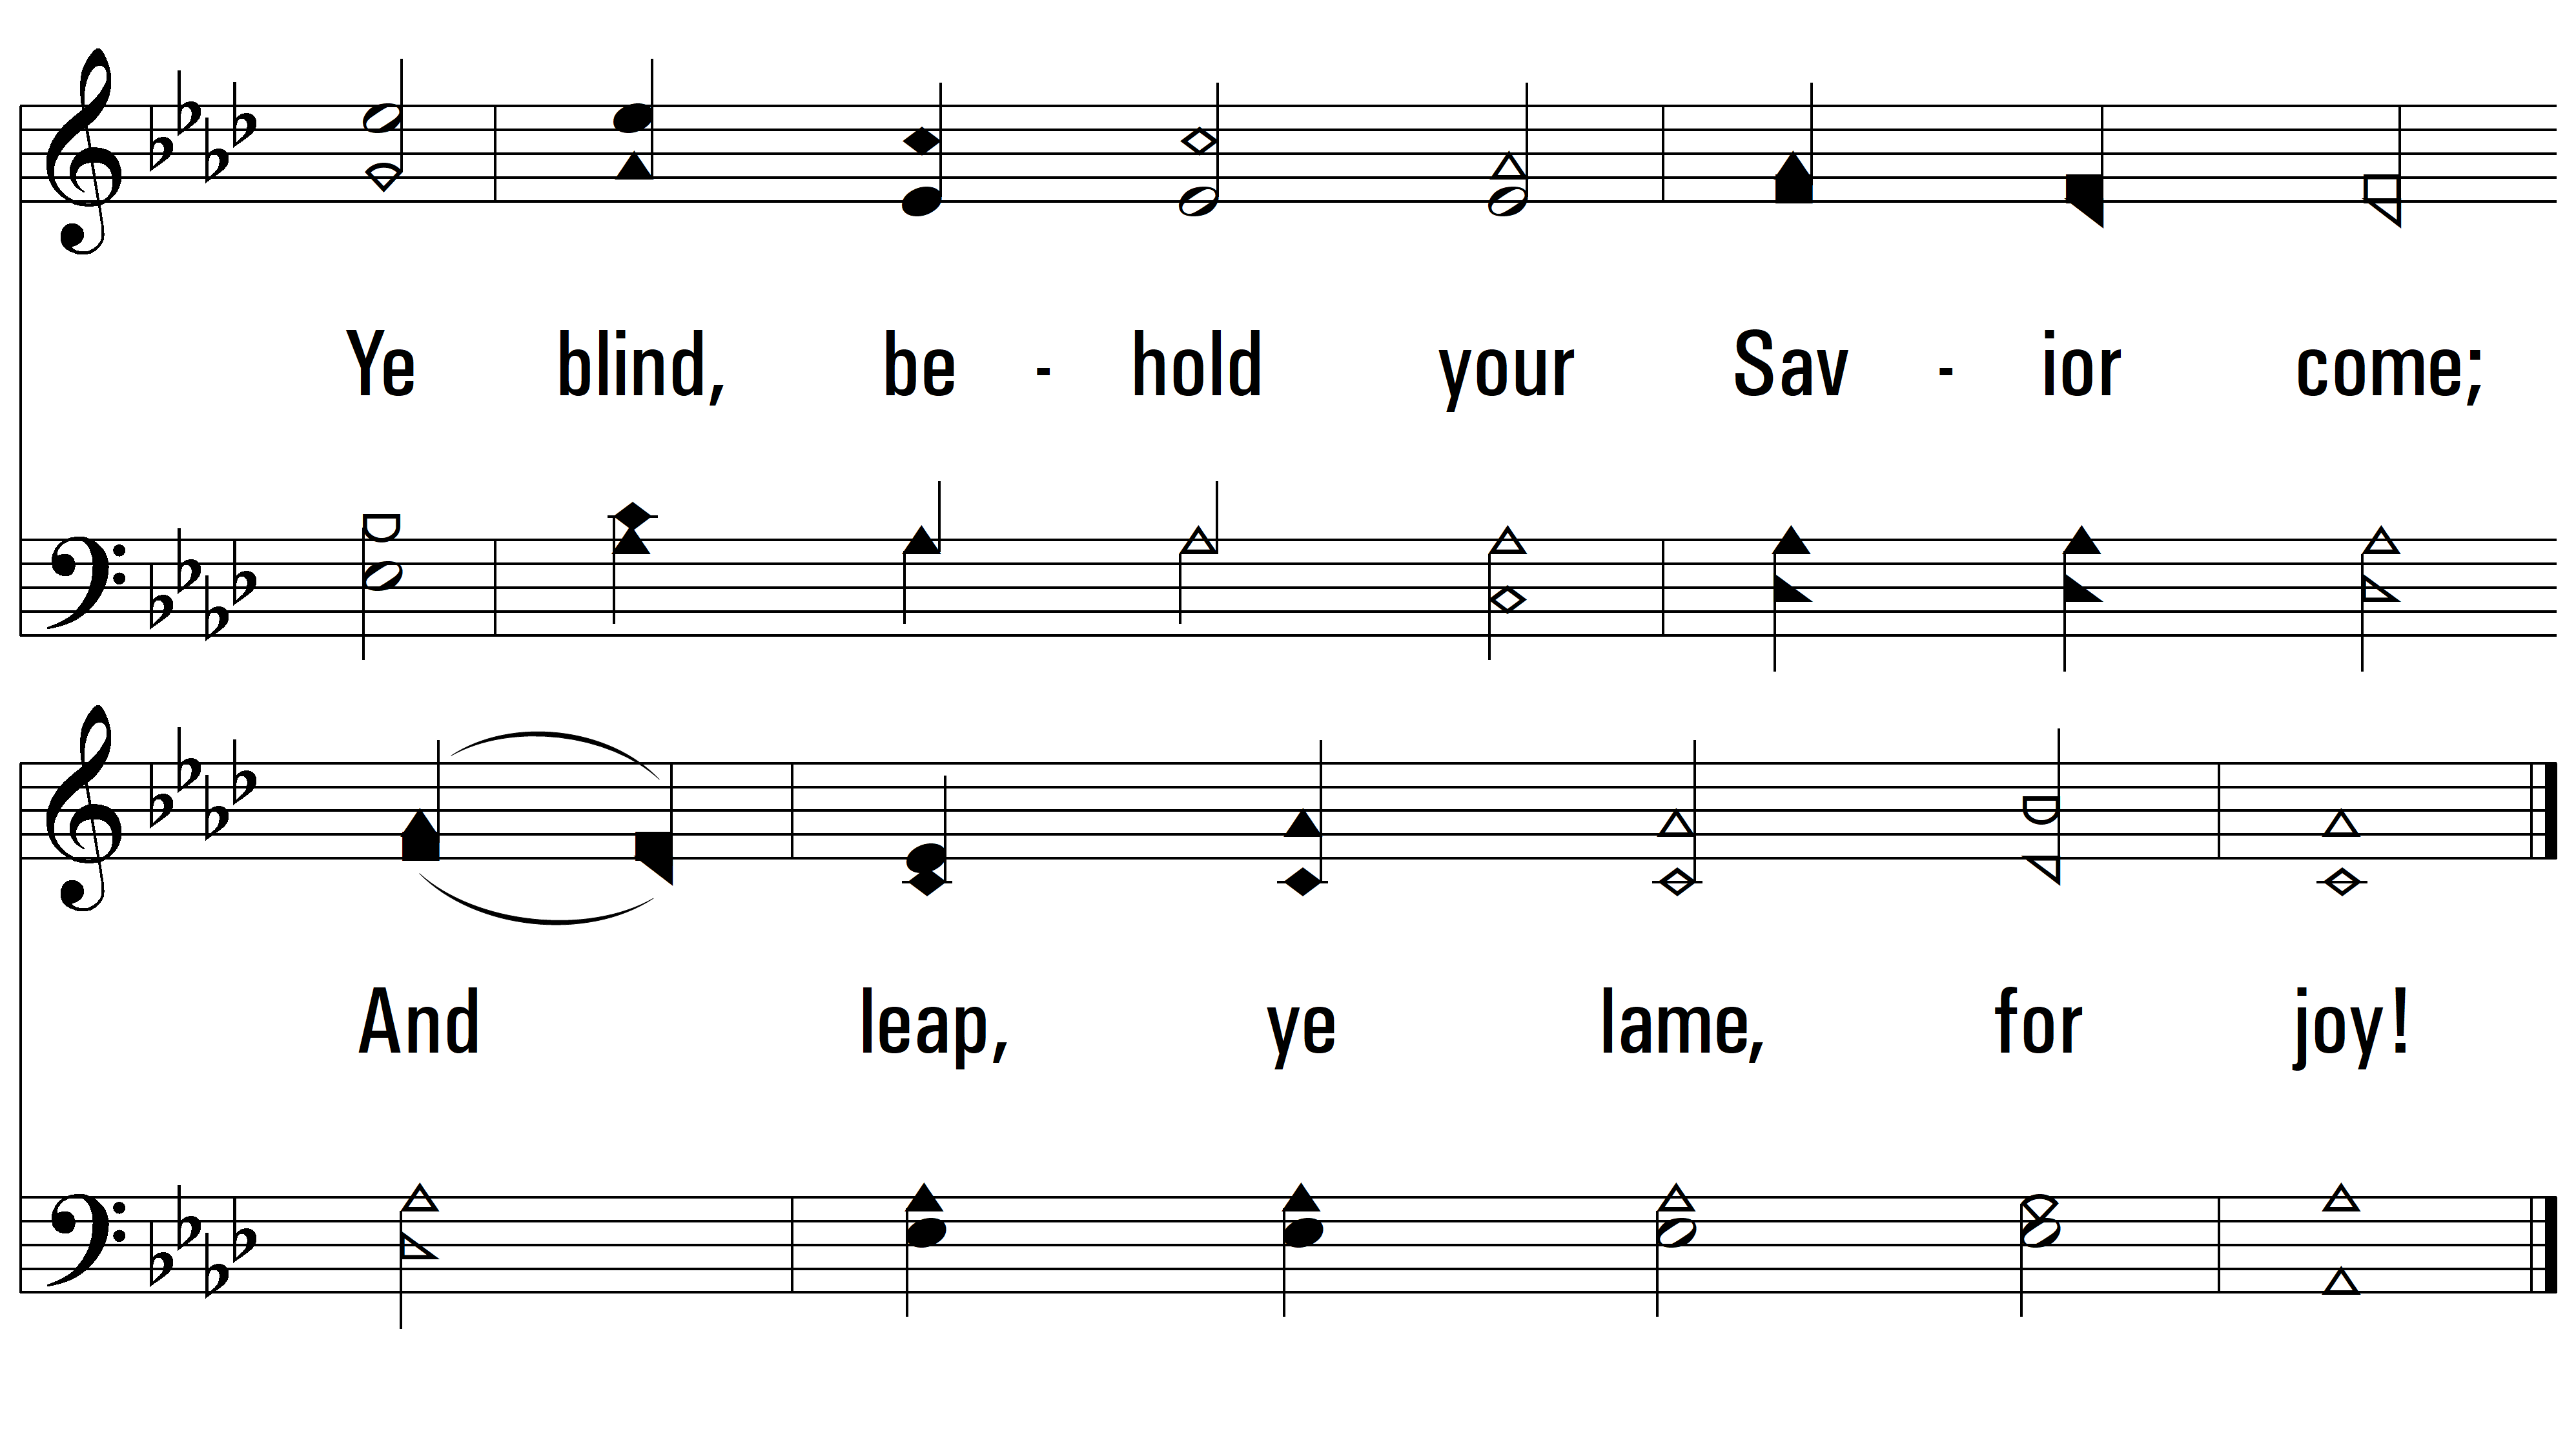 Ye blind, be - hold your Sav - ior come;
And leap, ye lame, for joy!